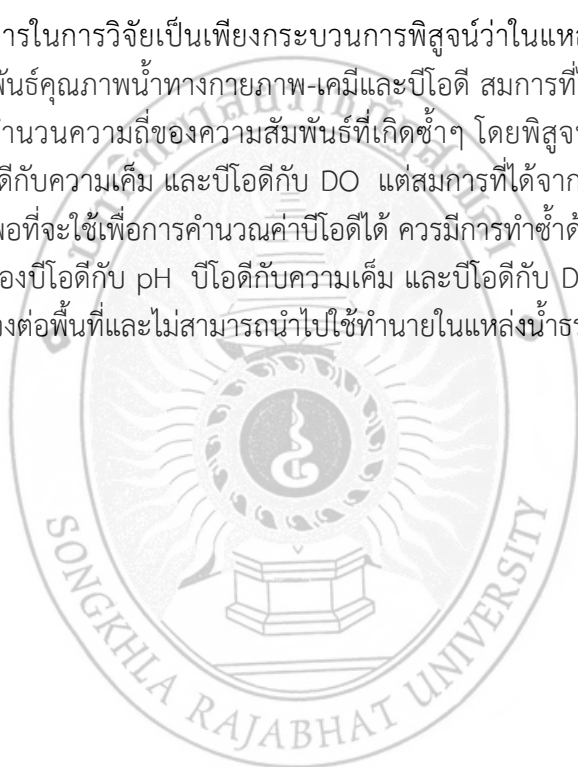 ารในการวิจัยเป็นเพียงกระบวนการพิสูจน์ว่าในแหล
พันธ์คุณภาพน้ำทางกายภาพ-เคมีและบีโอดี สมการที่
ำนวนความถี่ของความสัมพันธ์ที่เกิดซ้ำๆ โดยพิสูจ
ดีกับความเค็ม และบีโอดีกับ DO แต่สมการที่ได้จาก
พอที่จะใช้เพื่อการคำนวณค่าบีโอดีได้ ควรมีการทำซ้ำด้
องบีโอดีกับ pH บีโอดีกับความเค็ม และบีโอดีกับ D
งต่อพื้นที่และไม่สามารถนำไปใช้ทำนายในแหล่งน้ำธร
SONGKHLA RAJABHAT UNIVERSITY